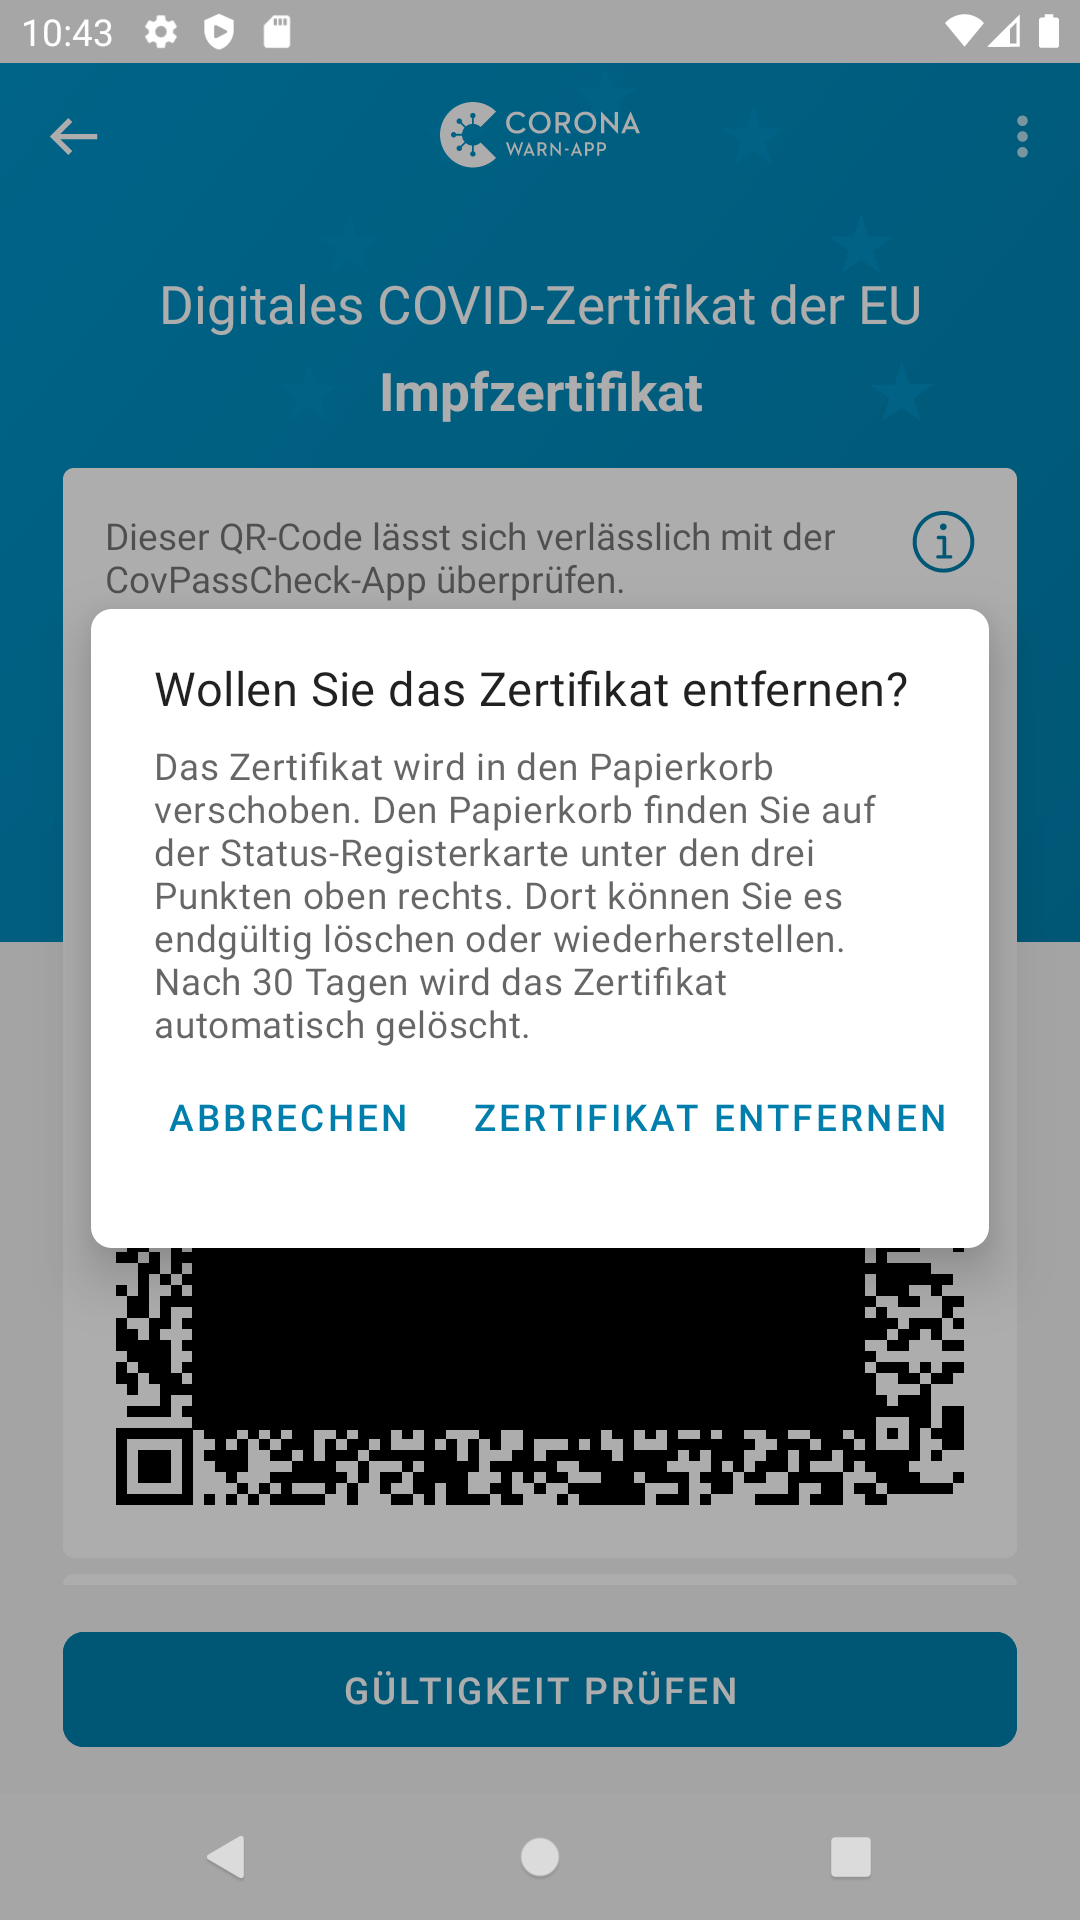 10:43
CORONA
WARN-APP
Digitales COVID-Zertifikat der EU
Impfzertifikat
Dieser QR-Code lässt sich verlässlich mit der
CovPassCheck-App überprüfen.
Wollen Sie das Zertifikat entfernen?
Das Zertifikat wird in den Papierkorb
verschoben. Den Papierkorb finden Sie auf
der Status-Registerkarte unter den drei
Punkten oben rechts. Dort können Sie es
endgültig löschen oder wiederherstellen.
Nach 30 Tagen wird das Zertifikat
automatisch gelöscht.
ABBRECHEN ZERTIFIKAT ENTFERNEN
GÜLTIGKEIT PRÜFEN